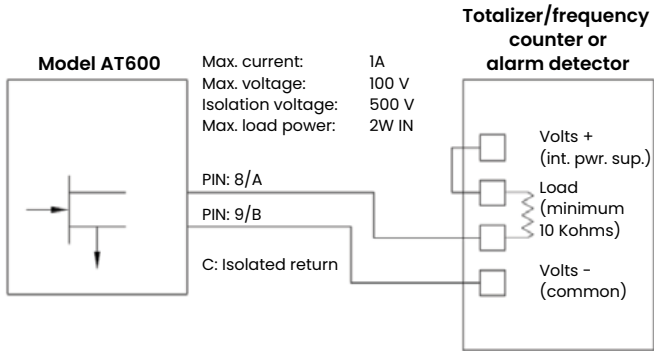 Totalizer/frequency
counter or
alarm detector
Model AT600
Max. current: 1A
Max. voltage: 100 V
Isolation voltage: 500 V
Max. load power: 2W IN
PIN: 8/A
PIN: 9/B
C: Isolated return
Volts +
(int. pwr. sup.)
Load
(minimum
10 Kohms)
Volts -
(common)